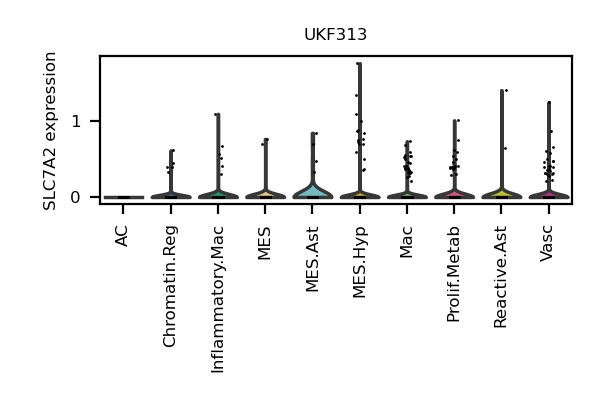 UKF313
SLC7A2 expression
1
0
AC
Chromatin.Reg
Inflammatory.Mac
MES
MES.Ast
MES.Hyp
Mac
Prolif.Metab
Reactive.Ast
Vasc